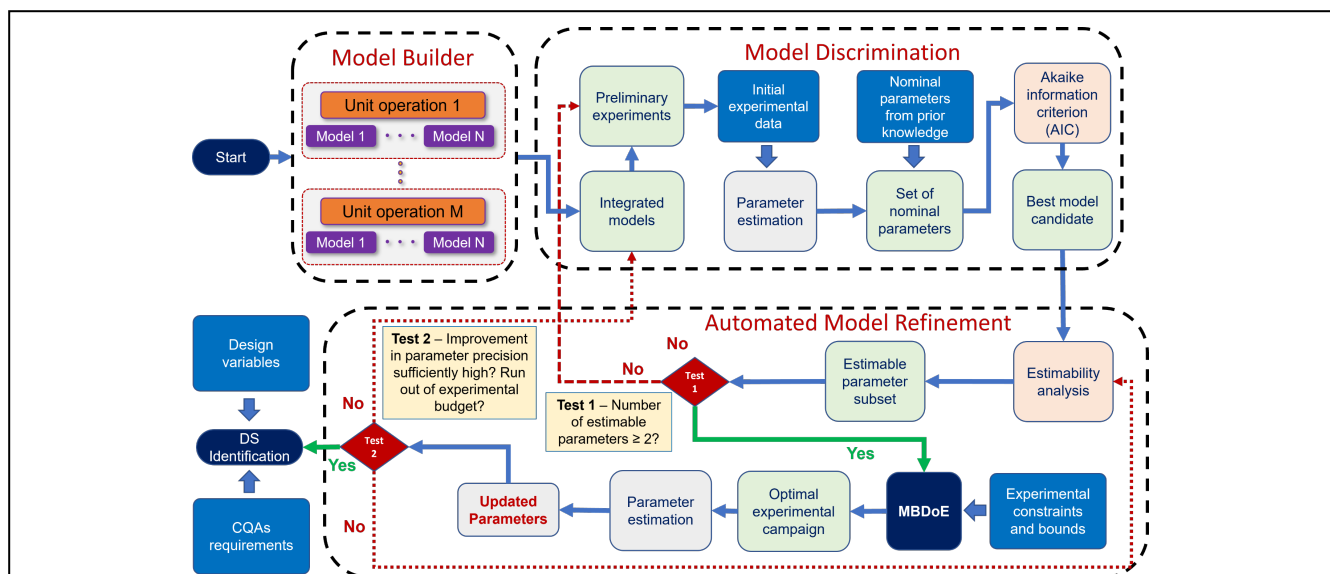 Model Builder
Unit operation 1
Model 1 · · · Model N
Unit operation M
Model 1 · · · Model N
Start
Model Discrimination
Preliminary
experiments
Initial
experimental
data
Nominal
parameters
from prior
knowledge
Akaike
information
criterion
(AIC)
Integrated
models
Parameter
estimation
Set of
nominal
parameters
Best model
candidate
Automated Model Refinement
Design
variables
DS
Identification
CQAs
requirements
Test 2 – Improvement
in parameter precision
sufficiently high? Run
out of experimental
budget?
No
No
Test
1
Test 1 – Number
of estimable
parameters ≥ 2?
Estimable
parameter
subset
Estimability
analysis
No
Test
2
Yes
No
Yes
Updated
Parameters
Parameter
estimation
Optimal
experimental
campaign
MBDoE
Experimental
constraints
and bounds